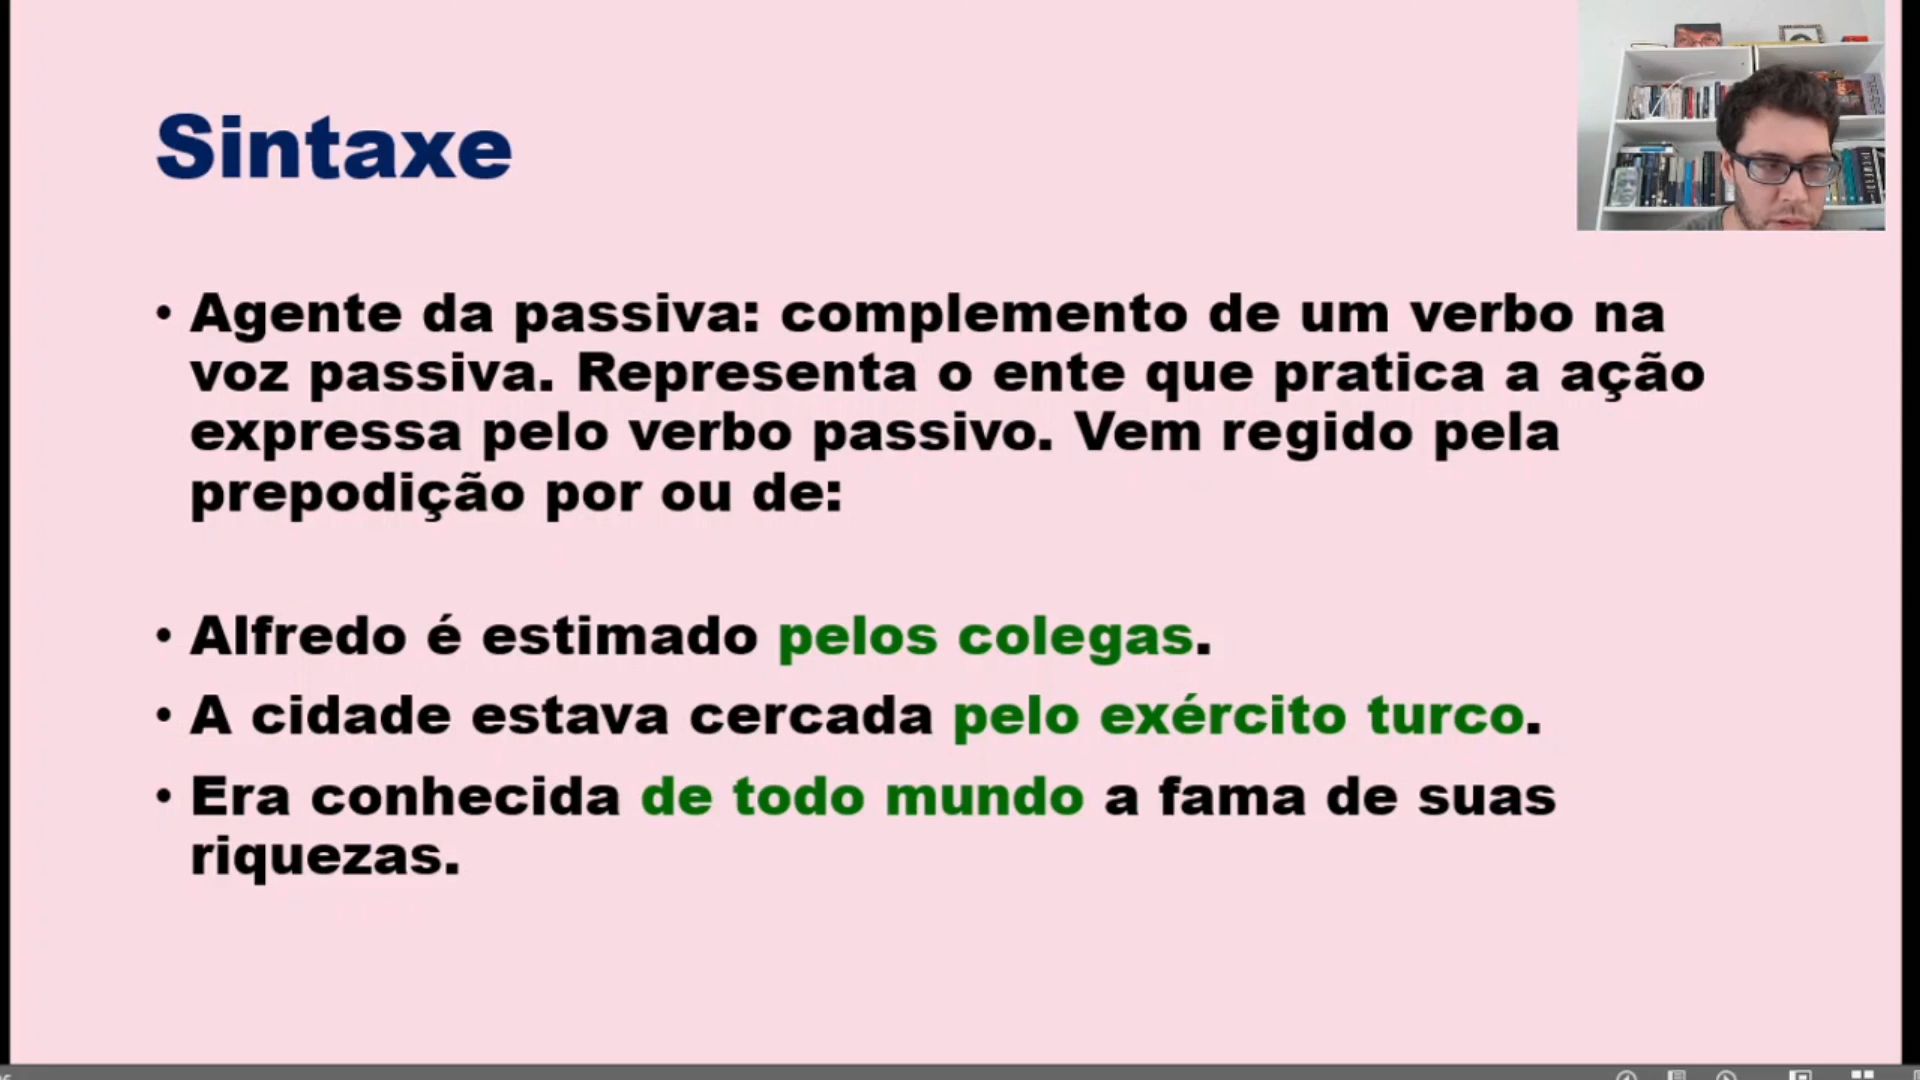 Sintaxe
• Agente da passiva: complemento de um verbo na
voz passiva. Representa o ente que pratica a ação
expressa pelo verbo passivo. Vem regido pela
prepodição por ou de:
• Alfredo é estimado pelos colegas.
• A cidade estava cercada pelo exército turco.
• Era conhecida de todo mundo a fama de suas
riquezas.